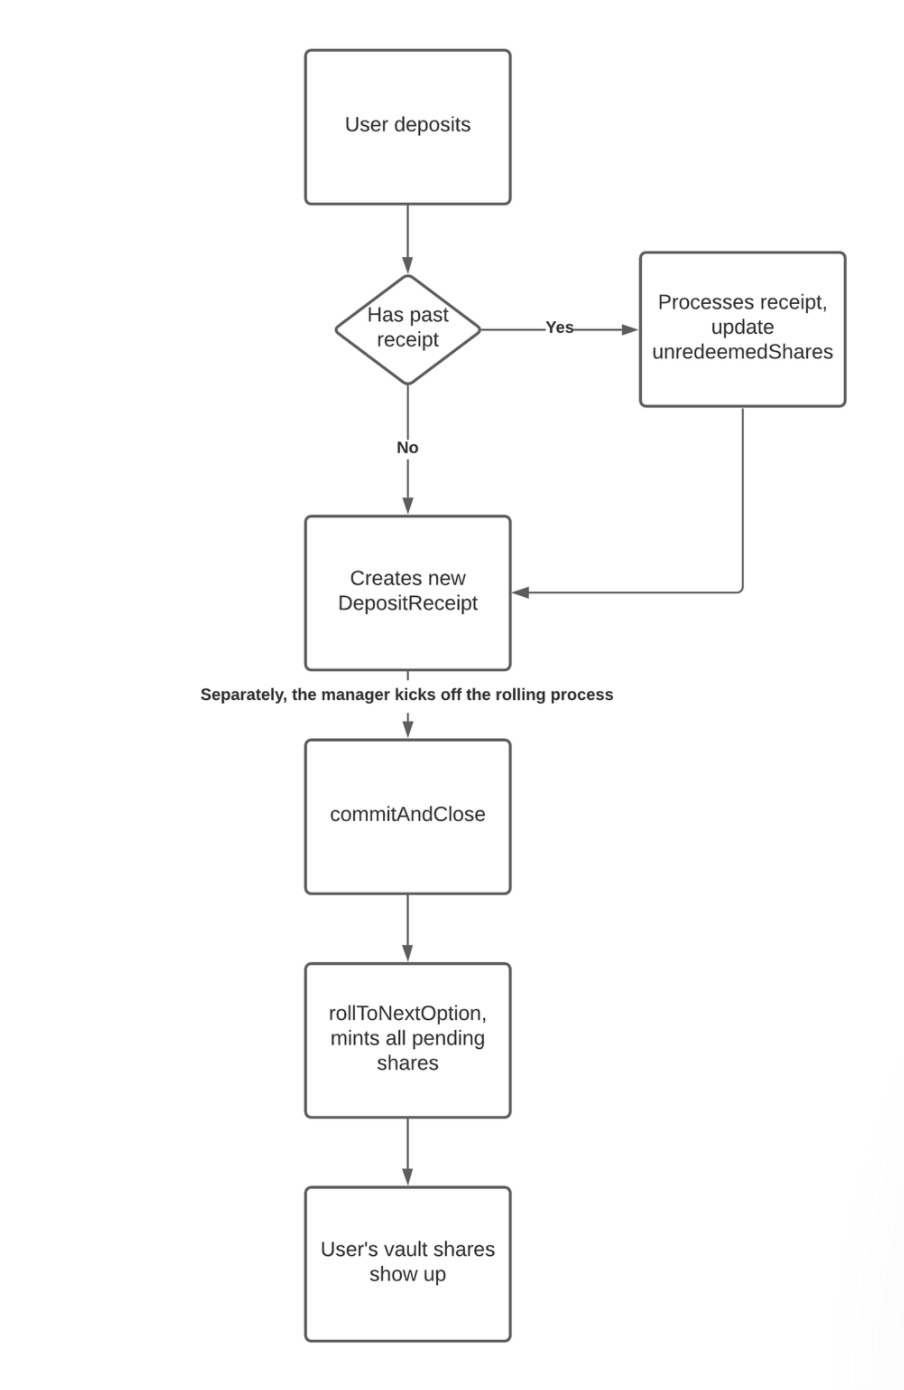 User deposits
Has past
receipt
Yes
Processes receipt,
update
unredeemedShares
No
Creates new
DepositReceipt
Separately, the manager kicks off the rolling process
commitAndClose
rollToNextOption,
mints all pending
shares
User's vault shares
show up